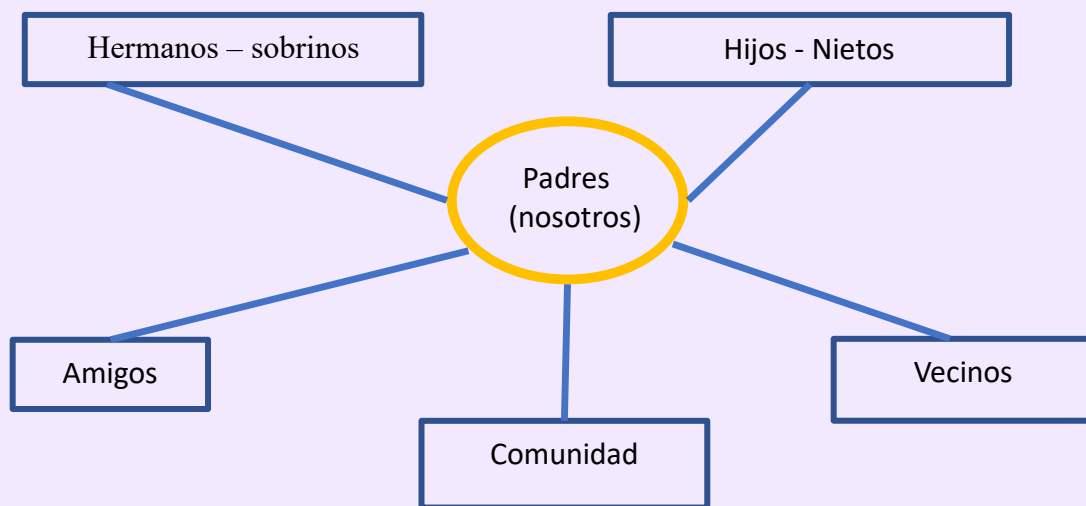 Hermanos – sobrinos
Hijos - Nietos
Padres
(nosotros)
Amigos
Vecinos
Comunidad